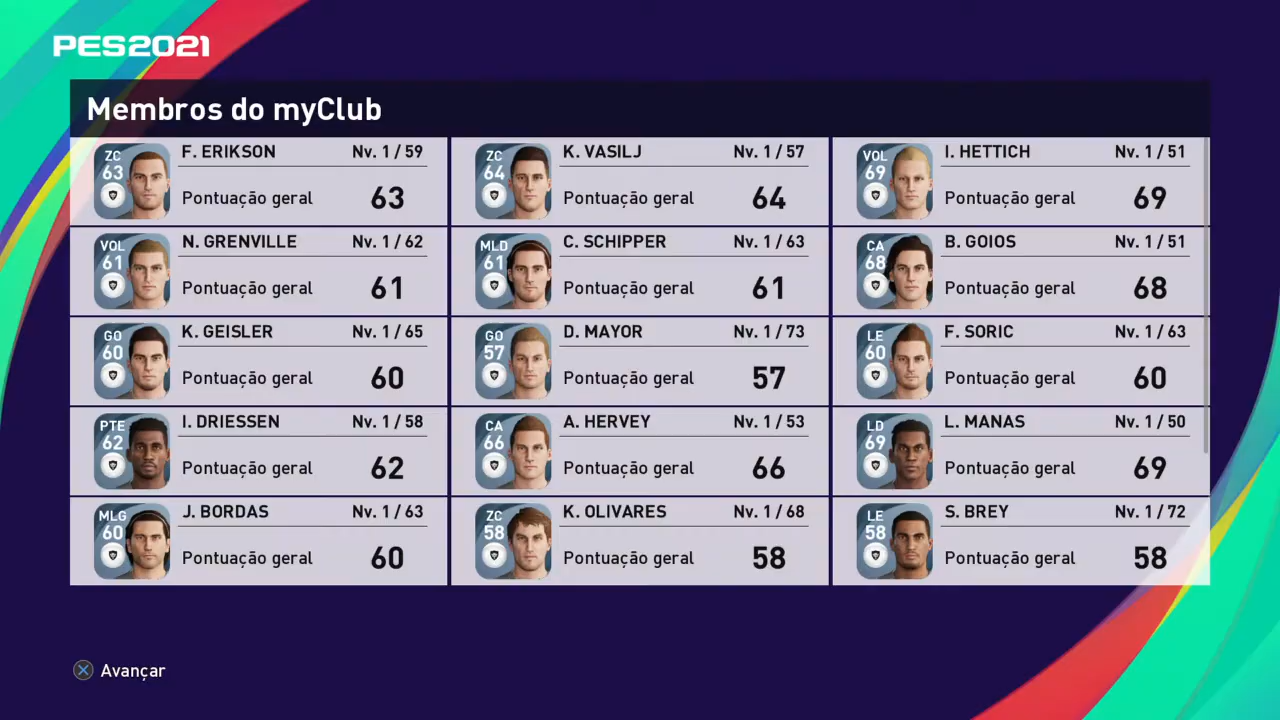 PES2021
Membros do myClub
ZC 63 F. ERIKSON Nv. 1 / 59
Pontuação geral 63
ZC 64 K. VASILJ Nv. 1 / 57
Pontuação geral 64
VOL 69 I. HETTICH Nv. 1 / 51
Pontuação geral 69
VOL 61 N. GRENVILLE Nv. 1 / 62
Pontuação geral 61
MLD 61 C. SCHIPPER Nv. 1 / 63
Pontuação geral 61
CA 68 B. GOIOS Nv. 1 / 51
Pontuação geral 68
GO 60 K. GEISLER Nv. 1 / 65
Pontuação geral 60
GO 57 D. MAYOR Nv. 1 / 73
Pontuação geral 57
LE 60 F. SORIC Nv. 1 / 63
Pontuação geral 60
PTE 62 I. DRIESSEN Nv. 1 / 58
Pontuação geral 62
CA 66 A. HERVEY Nv. 1 / 53
Pontuação geral 66
LD 69 L. MANAS Nv. 1 / 50
Pontuação geral 69
MLG 60 J. BORDAS Nv. 1 / 63
Pontuação geral 60
ZC 58 K. OLIVARES Nv. 1 / 68
Pontuação geral 58
LE 58 S. BREY Nv. 1 / 72
Pontuação geral 58
Avançar